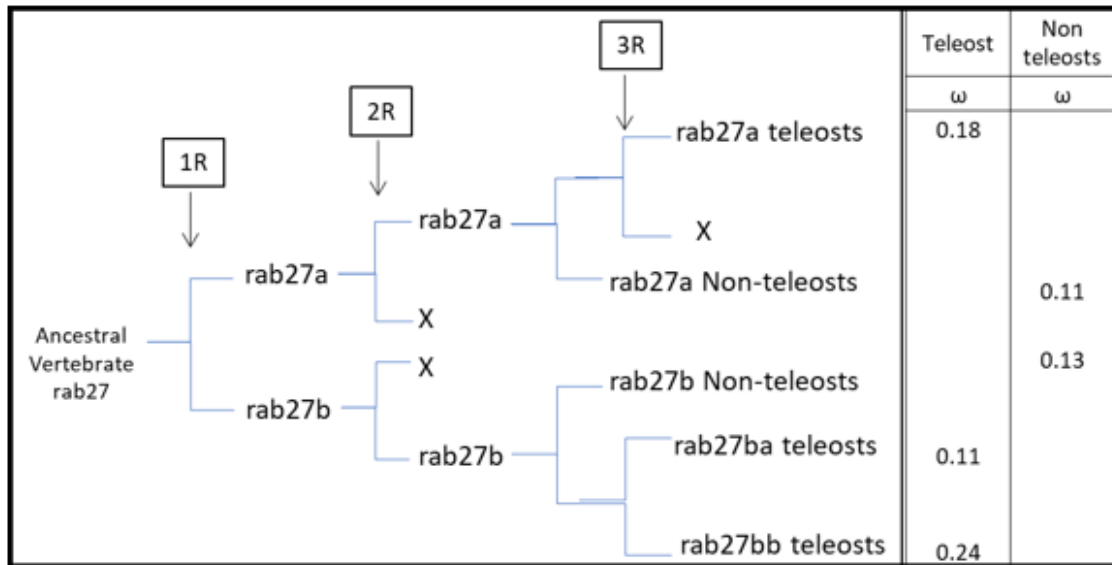 3R
Teleost
Non
teleosts
2R
ω
ω
rab27a teleosts
0.18
1R
rab27a
X
rab27a
rab27a Non-teleosts
0.11
X
Ancestral
Vertebrate
rab27
X
0.13
rab27b Non-teleosts
rab27b
rab27b
rab27ba teleosts
0.11
rab27bb teleosts
0.24